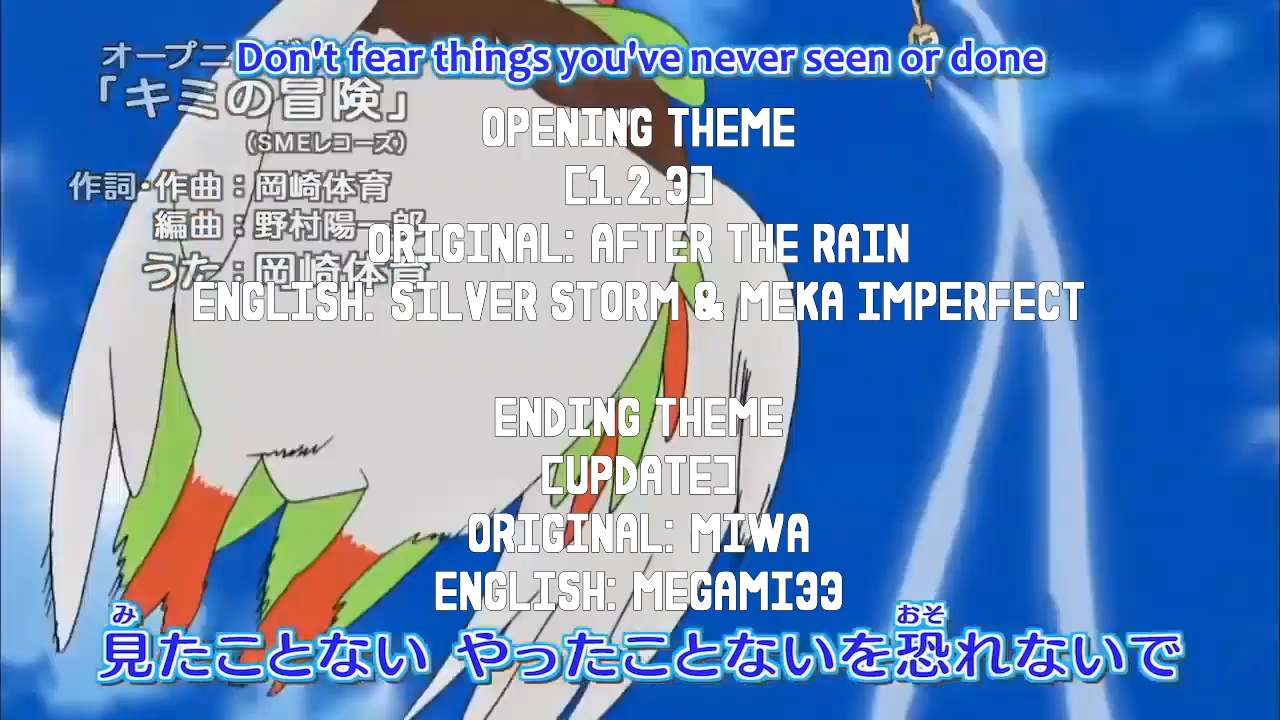 Don't fear things you've never seen or done
オープニ
「キミの冒険」
(SMEレコーズ)
作詞・作曲:岡崎体育
編曲:野村陽一郎
うた:岡崎体育
OPENING THEME
[1.2.3]
ORIGINAL: AFTER THE RAIN
ENGLISH: SILVER STORM & MEKA IMPERFECT
ENDING THEME
[UPDATE]
ORIGINAL: MIWA
ENGLISH: MEGAMI33
み おそ
見たことない やったことないを恐れないで